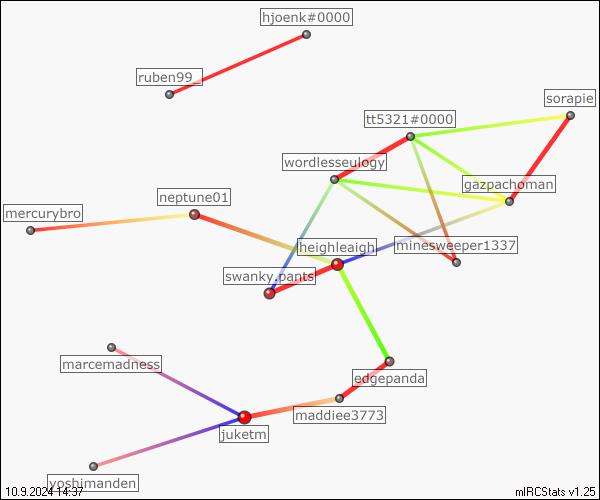 hjoenk#0000
ruben99_
sorapie
tt5321#0000
wordlesseulogy
gazpachoman
neptune01
mercurybro
heighleaigh
minesweeper1337
swanky.pants
marcemadness
edgepanda
maddiee3773
juketm
yoshimanden
10.9.2024 14:37
mIRCStats v1.25